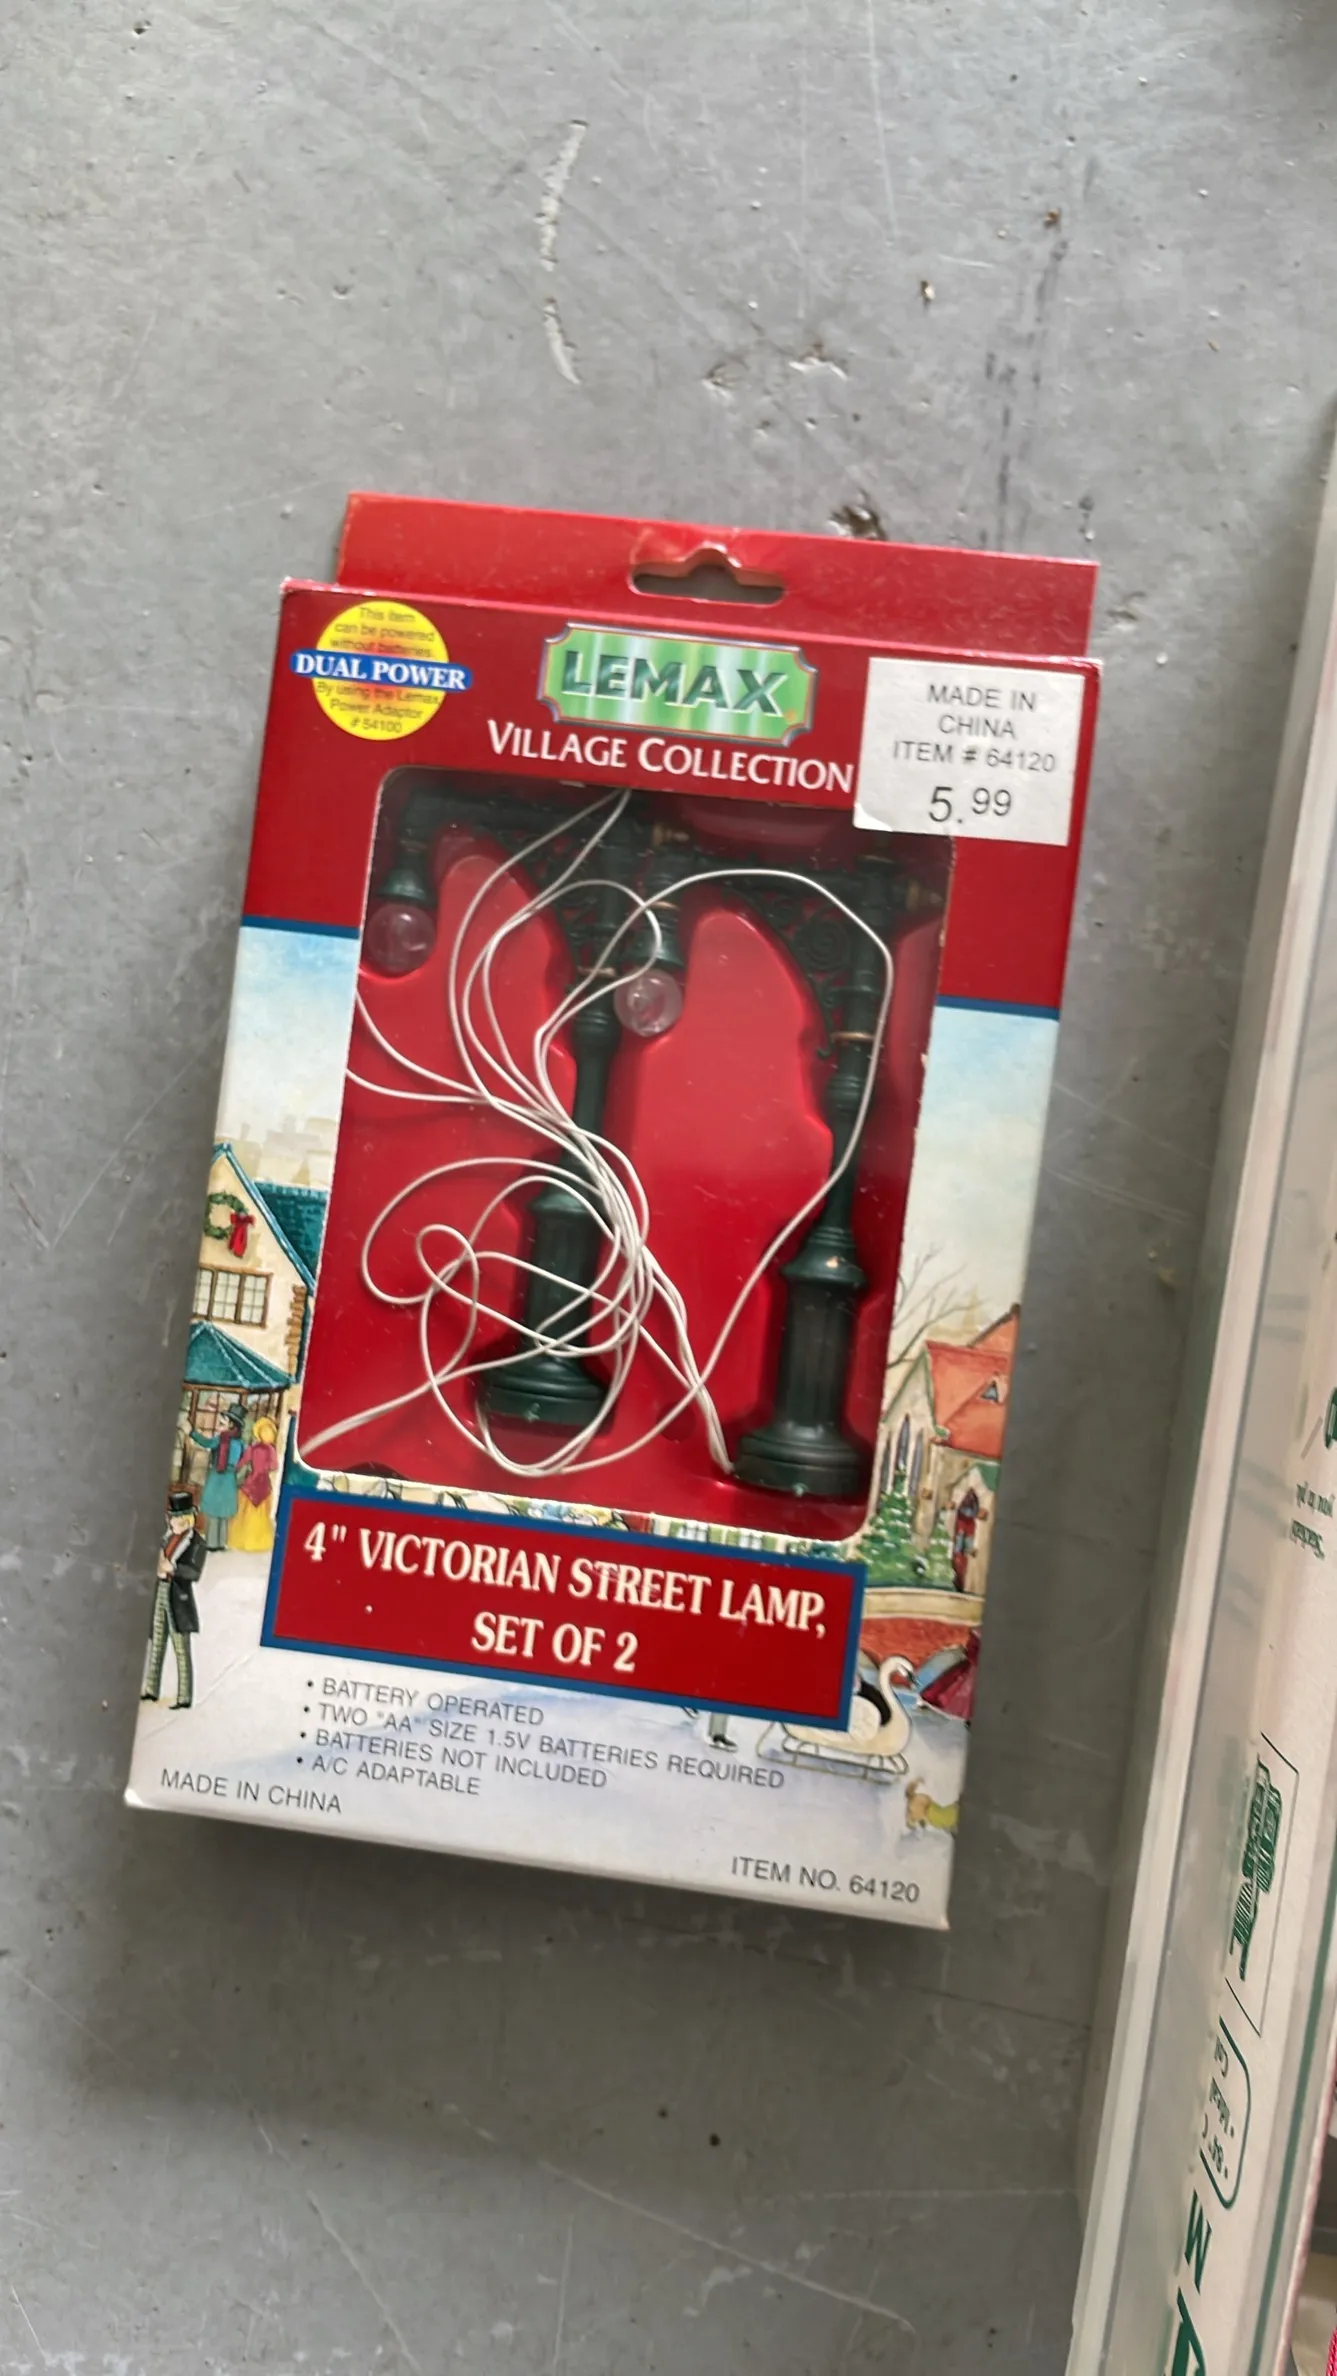 This item
can be powered
without batteries
DUAL POWER
By using the Lemax
Power Adaptor
# 54100
LEMAX
VILLAGE COLLECTION
MADE IN
CHINA
ITEM # 64120
5.99
4" VICTORIAN STREET LAMP,
SET OF 2
• BATTERY OPERATED
• TWO "AA" SIZE 1.5V BATTERIES REQUIRED
• BATTERIES NOT INCLUDED
• A/C ADAPTABLE
MADE IN CHINA
ITEM NO. 64120